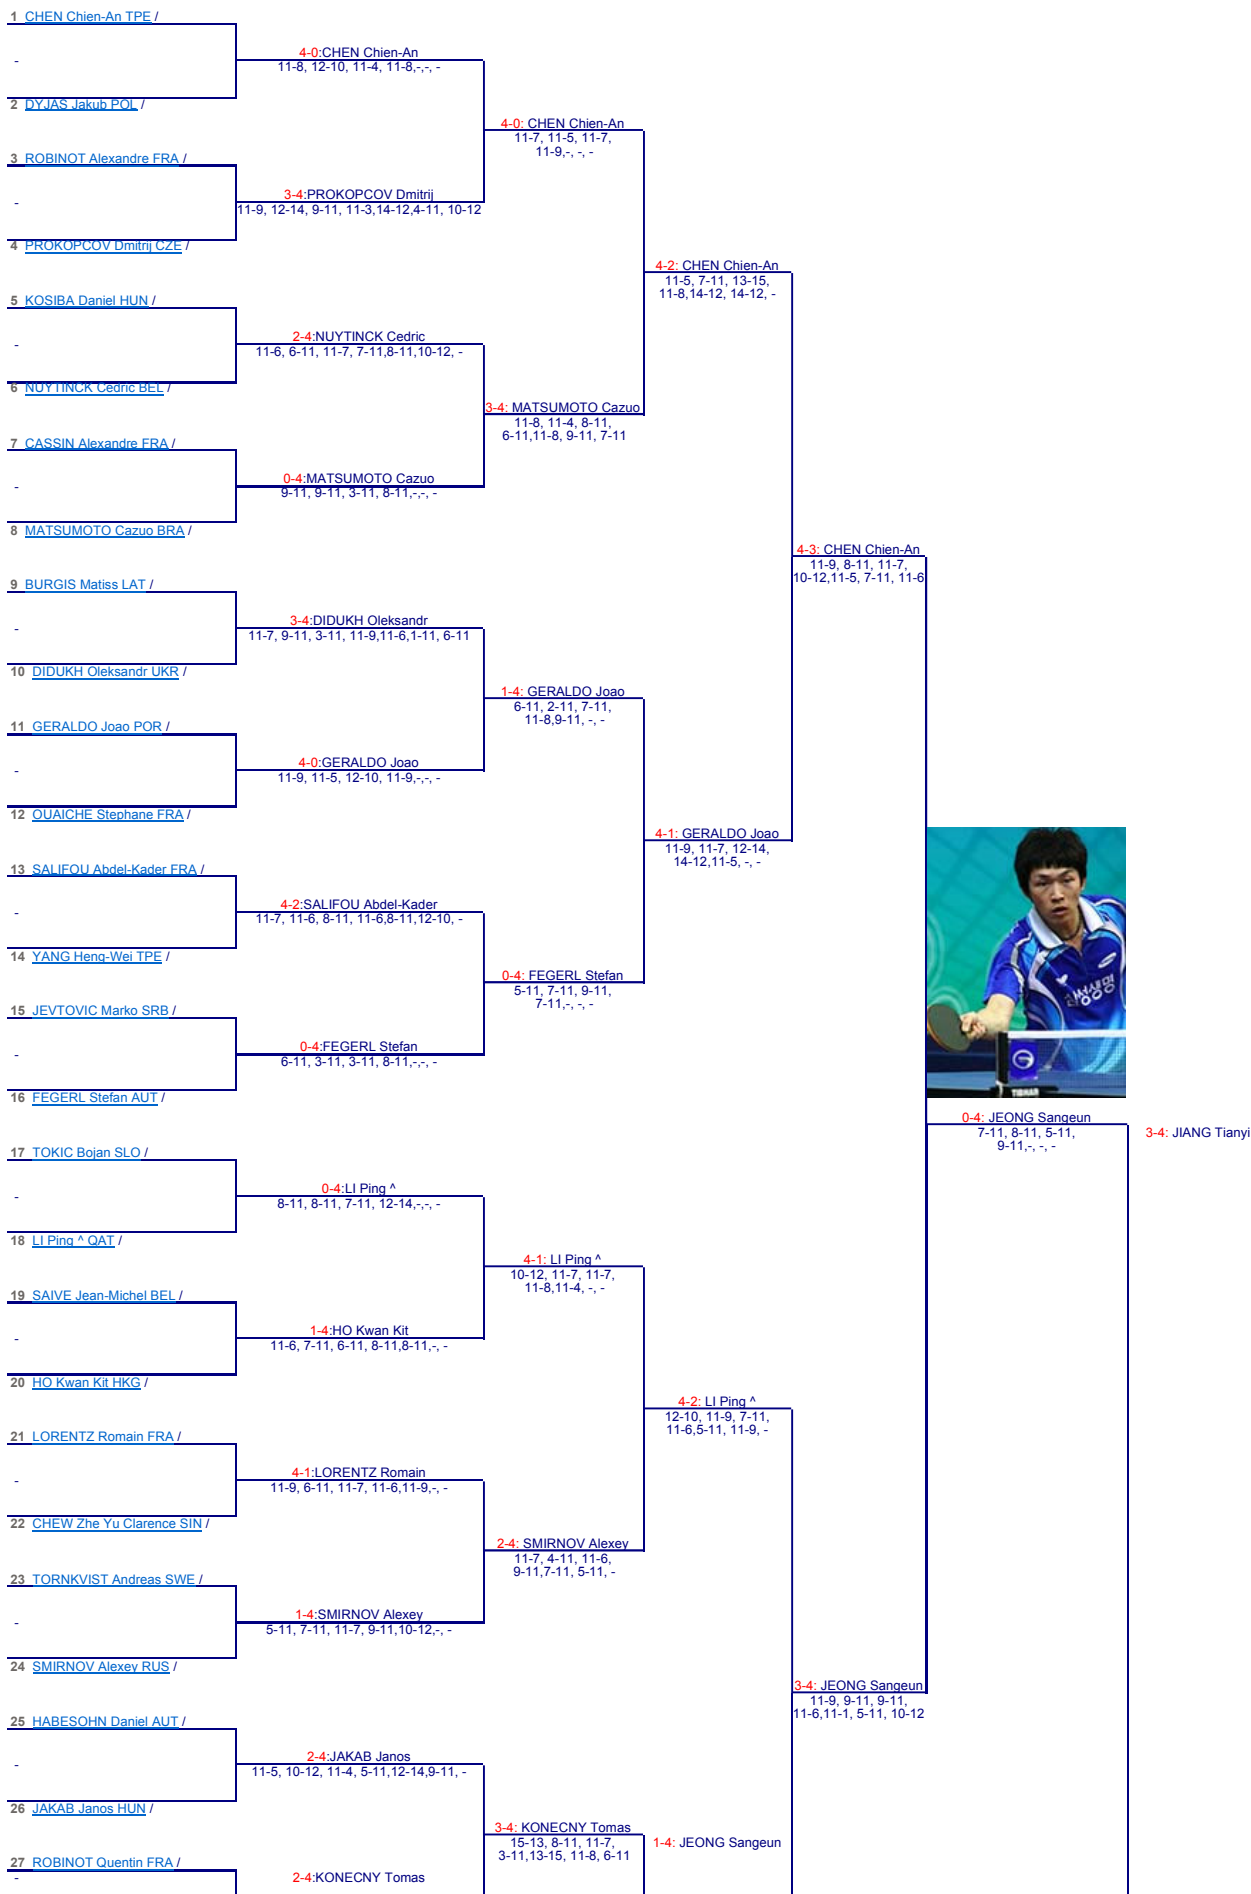 1 CHEN Chien-An TPE /
4-0:CHEN Chien-An
-
11-8, 12-10, 11-4, 11-8,-,-, -
2 DYJAS Jakub POL /
4-0: CHEN Chien-An
11-7, 11-5, 11-7,
11-9,-, -, -
3 ROBINOT Alexandre FRA /
3-4:PROKOPCOV Dmitrij
-
11-9, 12-14, 9-11, 11-3,14-12,4-11, 10-12
4 PROKOPCOV Dmitrij CZE /
4-2: CHEN Chien-An
11-5, 7-11, 13-15,
11-8,14-12, 14-12, -
5 KOSIBA Daniel HUN /
2-4:NUYTINCK Cedric
-
11-6, 6-11, 11-7, 7-11,8-11,10-12, -
6 NUYTINCK Cedric BEL /
3-4: MATSUMOTO Cazuo
11-8, 11-4, 8-11,
6-11,11-8, 9-11, 7-11
7 CASSIN Alexandre FRA /
0-4:MATSUMOTO Cazuo
-
9-11, 9-11, 3-11, 8-11,-,-, -
8 MATSUMOTO Cazuo BRA /
4-3: CHEN Chien-An
11-9, 8-11, 11-7,
10-12,11-5, 7-11, 11-6
9 BURGIS Matiss LAT /
3-4:DIDUKH Oleksandr
-
11-7, 9-11, 3-11, 11-9,11-6,1-11, 6-11
10 DIDUKH Oleksandr UKR /
1-4: GERALDO Joao
6-11, 2-11, 7-11,
11-8,9-11, -, -
11 GERALDO Joao POR /
4-0:GERALDO Joao
-
11-9, 11-5, 12-10, 11-9,-,-, -
12 OUAICHE Stephane FRA /
4-1: GERALDO Joao
11-9, 11-7, 12-14,
14-12,11-5, -, -
13 SALIFOU Abdel-Kader FRA /
4-2:SALIFOU Abdel-Kader
-
11-7, 11-6, 8-11, 11-6,8-11,12-10, -
14 YANG Heng-Wei TPE /
0-4: FEGERL Stefan
5-11, 7-11, 9-11,
7-11,-, -, -
삼성생명
15 JEVTOVIC Marko SRB /
0-4:FEGERL Stefan
-
6-11, 3-11, 3-11, 8-11,-,-, -
TIBHAR
16 FEGERL Stefan AUT /
0-4: JEONG Sangeun
7-11, 8-11, 5-11,
9-11,-, -, -
3-4: JIANG Tianyi
17 TOKIC Bojan SLO /
0-4:LI Ping ^
-
8-11, 8-11, 7-11, 12-14,-,-, -
18 LI Ping ^ QAT /
4-1: LI Ping ^
10-12, 11-7, 11-7,
11-8,11-4, -, -
19 SAIVE Jean-Michel BEL /
1-4:HO Kwan Kit
-
11-6, 7-11, 6-11, 8-11,8-11,-, -
20 HO Kwan Kit HKG /
4-2: LI Ping ^
12-10, 11-9, 7-11,
11-6,5-11, 11-9, -
21 LORENTZ Romain FRA /
4-1:LORENTZ Romain
-
11-9, 6-11, 11-7, 11-6,11-9,-, -
22 CHEW Zhe Yu Clarence SIN /
2-4: SMIRNOV Alexey
11-7, 4-11, 11-6,
9-11,7-11, 5-11, -
23 TORNKVIST Andreas SWE /
1-4:SMIRNOV Alexey
-
5-11, 7-11, 11-7, 9-11,10-12,-, -
24 SMIRNOV Alexey RUS /
3-4: JEONG Sangeun
11-9, 9-11, 9-11,
11-6,11-1, 5-11, 10-12
25 HABESOHN Daniel AUT /
2-4:JAKAB Janos
-
11-5, 10-12, 11-4, 5-11,12-14,9-11, -
26 JAKAB Janos HUN /
3-4: KONECNY Tomas
15-13, 8-11, 11-7,
3-11,13-15, 11-8, 6-11
1-4: JEONG Sangeun
27 ROBINOT Quentin FRA /
-
2-4:KONECNY Tomas